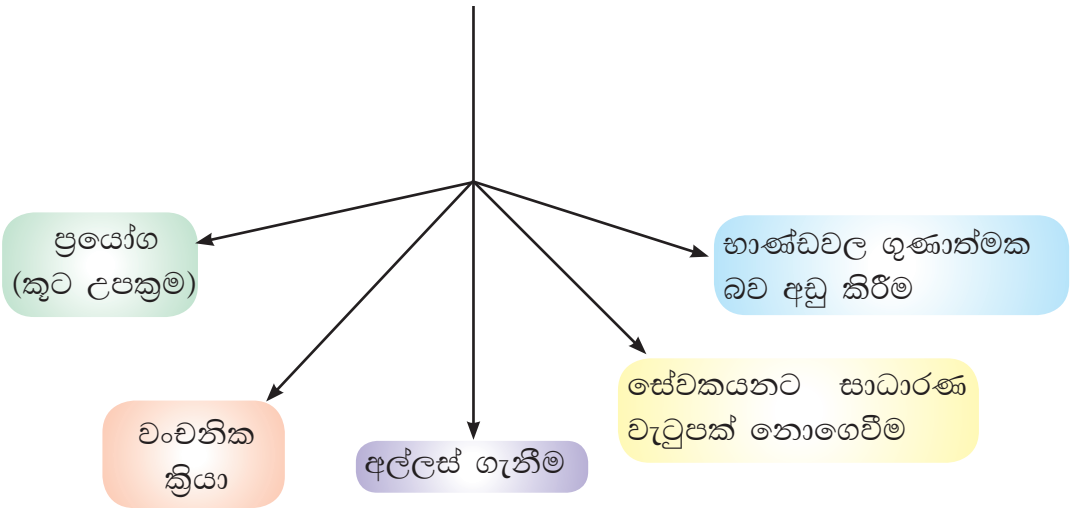 ප්‍රයෝග
(කූට උපක්‍රම)
වංචනික
ක්‍රියා
අල්ලස් ගැනීම
සේවකයනට සාධාරණ
වැටුපක් නොගෙවීම
භාණ්ඩවල ගුණාත්මක
බව අඩු කිරීම